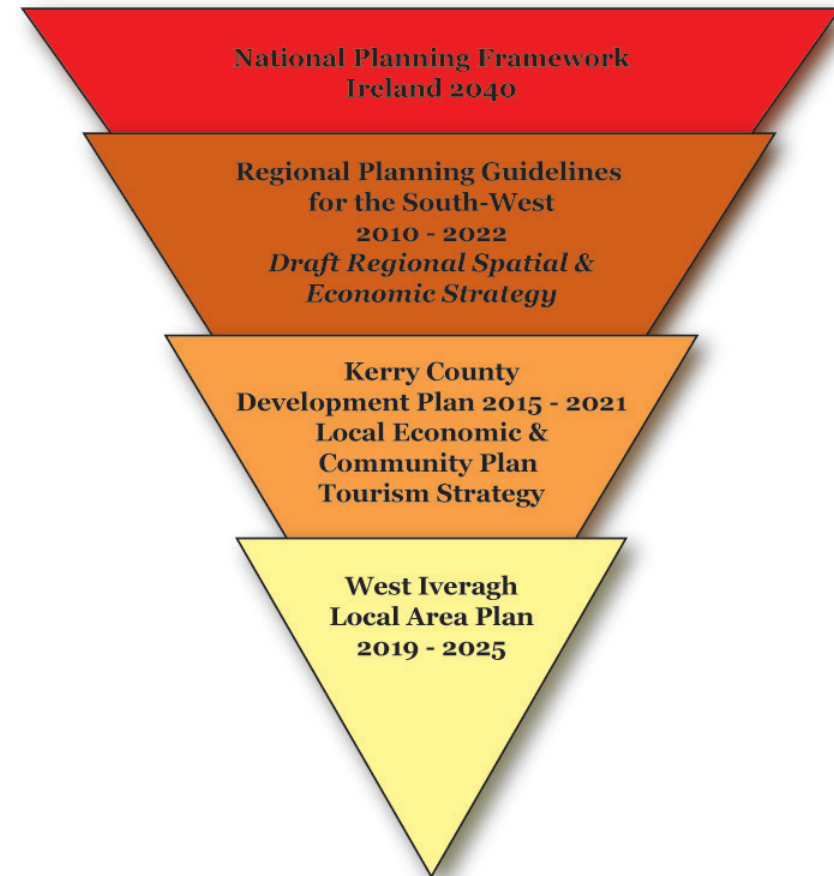 National Planning Framework
Ireland 2040
Regional Planning Guidelines
for the South-West
2010 - 2022
Draft Regional Spatial &
Economic Strategy
Kerry County
Development Plan 2015 - 2021
Local Economic &
Community Plan
Tourism Strategy
West Iveragh
Local Area Plan
2019 - 2025